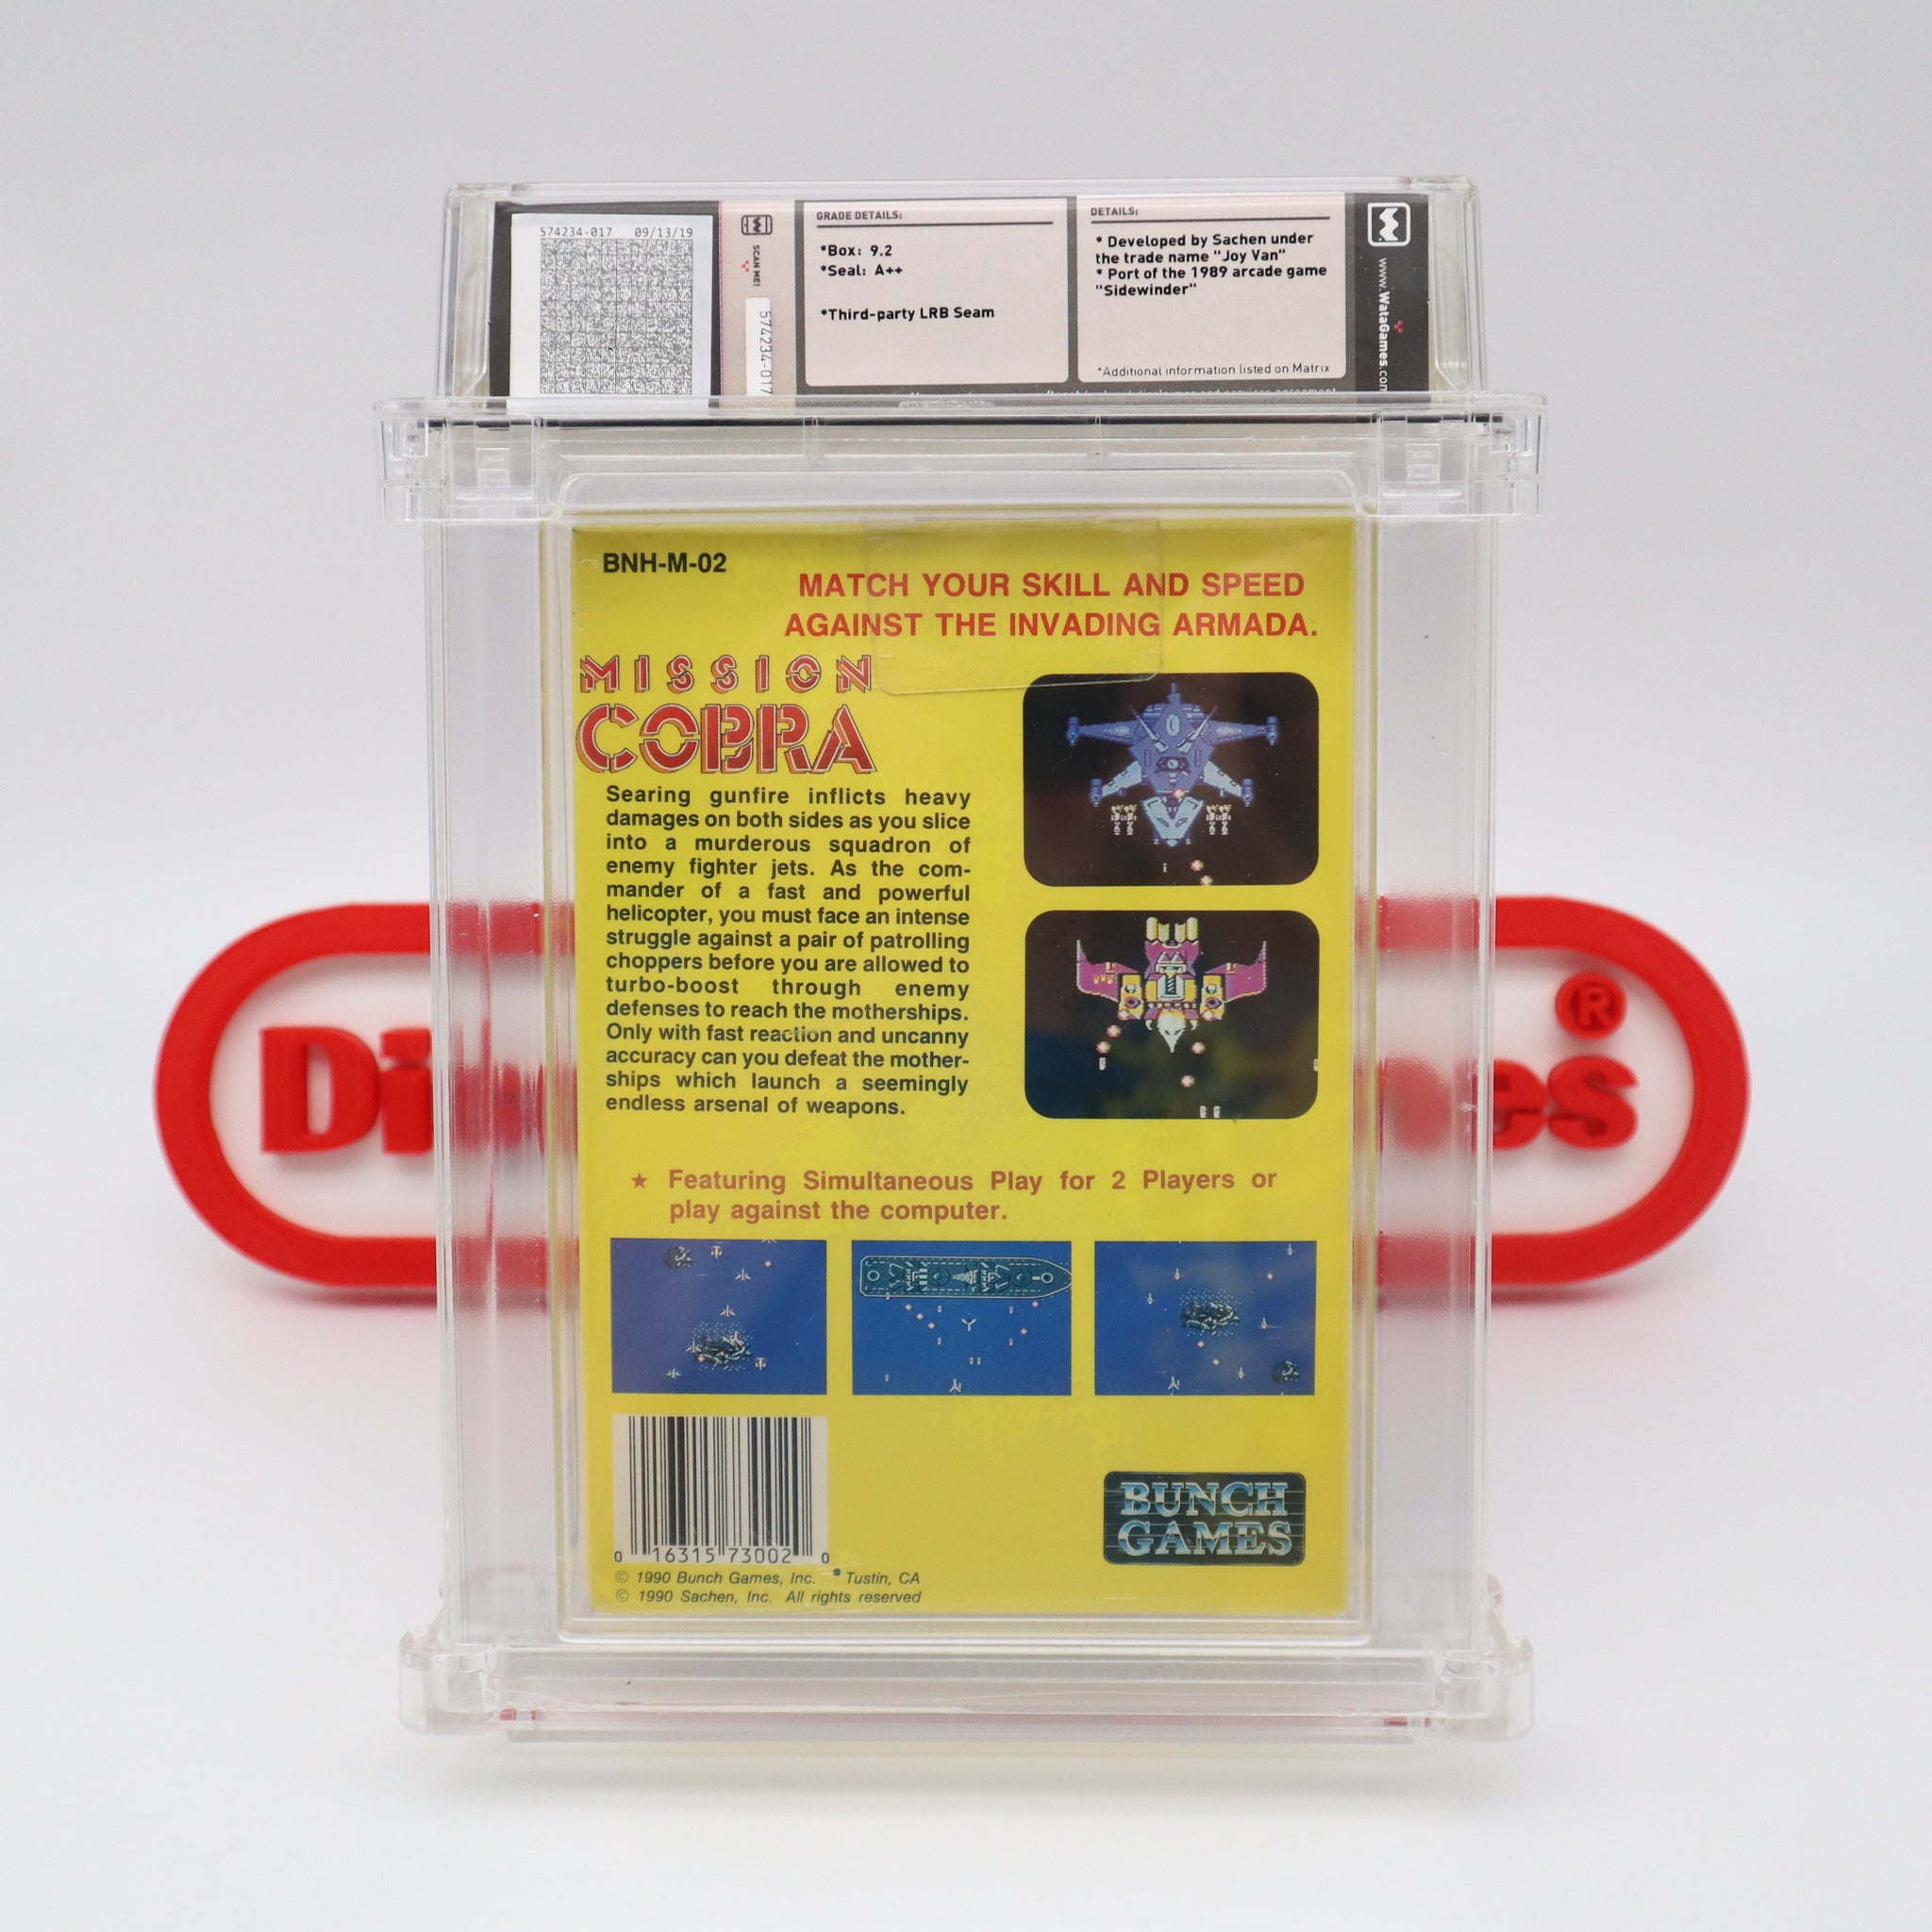 574234-017 09/13/19
SCAN ME!
574234-017
GRADE DETAILS:
*Box: 9.2
*Seal: A++
*Third-party LRB Seam
DETAILS:
* Developed by Sachen under
the trade name "Joy Van"
* Port of the 1989 arcade game
"Sidewinder"
*Additional information listed on Matrix
www.WataGames.com
BNH-M-02
MATCH YOUR SKILL AND SPEED
AGAINST THE INVADING ARMADA.
MISSION
COBRA
Searing gunfire inflicts heavy
damages on both sides as you slice
into a murderous squadron of
enemy fighter jets. As the com-
mander of a fast and powerful
helicopter, you must face an intense
struggle against a pair of patrolling
choppers before you are allowed to
turbo-boost through enemy
defenses to reach the motherships.
Only with fast reaction and uncanny
accuracy can you defeat the mother-
ships which launch a seemingly
endless arsenal of weapons.
★ Featuring Simultaneous Play for 2 Players or
play against the computer.
0 16315 73002 0
BUNCH
GAMES
© 1990 Bunch Games, Inc. • Tustin, CA
© 1990 Sachen, Inc. All rights reserved
Di
es
®